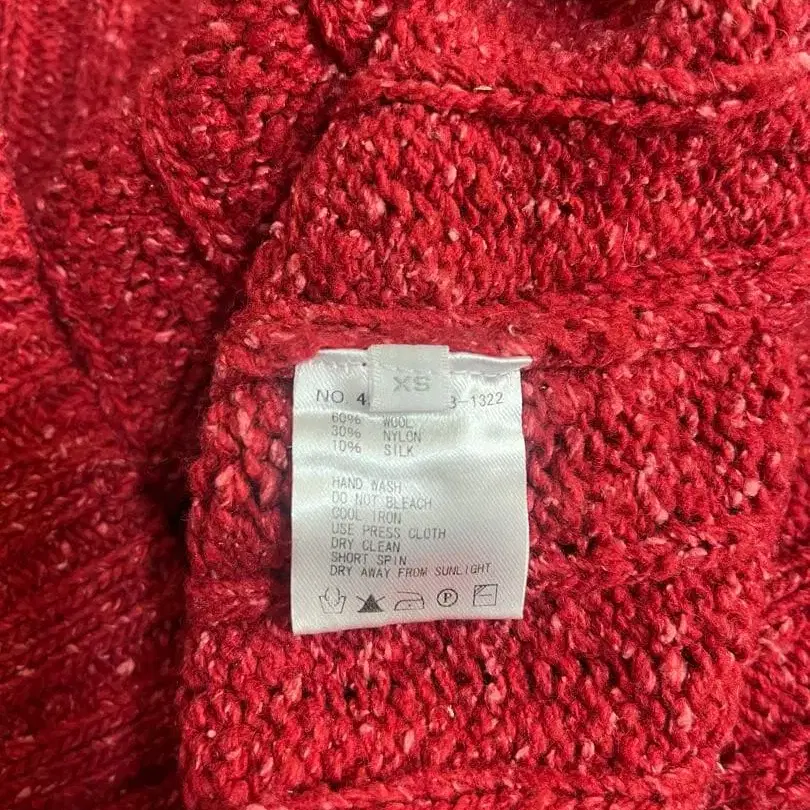 XS
NO. 4 3-1322
60% WOOL
30% NYLON
10% SILK
HAND WASH
DO NOT BLEACH
COOL IRON
USE PRESS CLOTH
DRY CLEAN
SHORT SPIN
DRY AWAY FROM SUNLIGHT
P